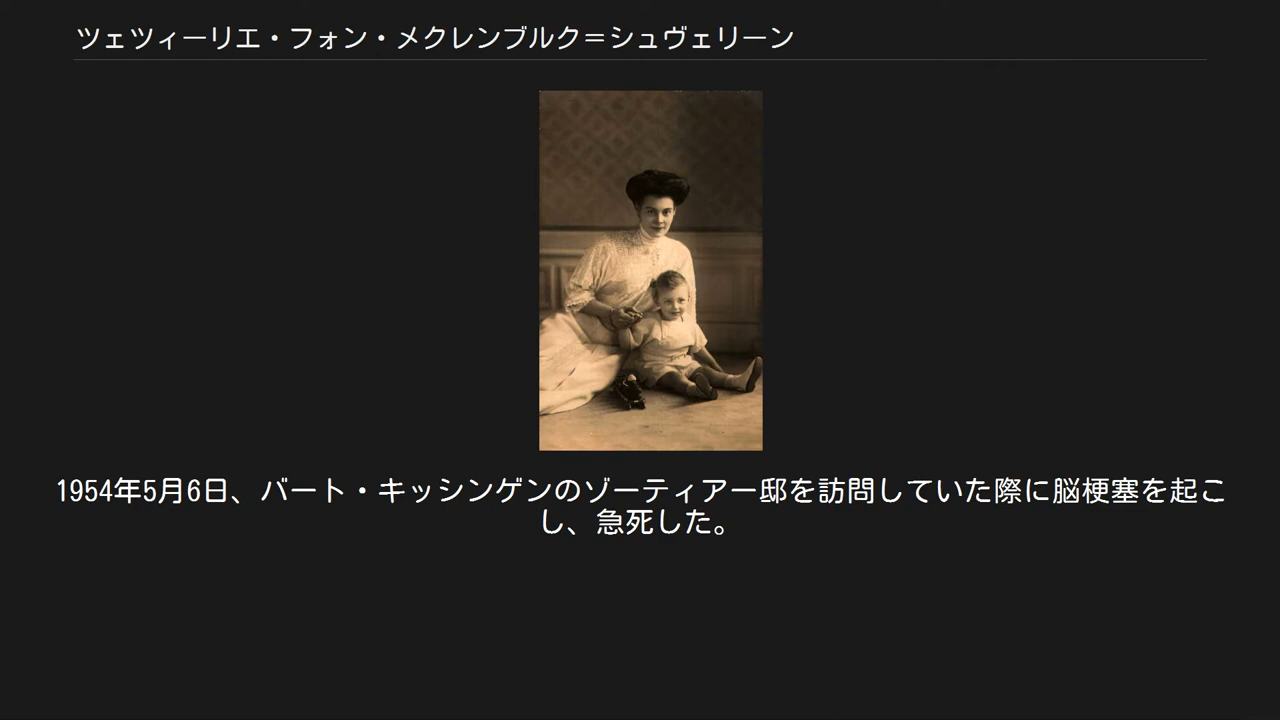 ツェツィーリエ・フォン・メクレンブルク＝シュヴェリーン
1954年5月6日、バート・キッシンゲンのゾーティアー邸を訪問していた際に脳梗塞を起こ
し、急死した。